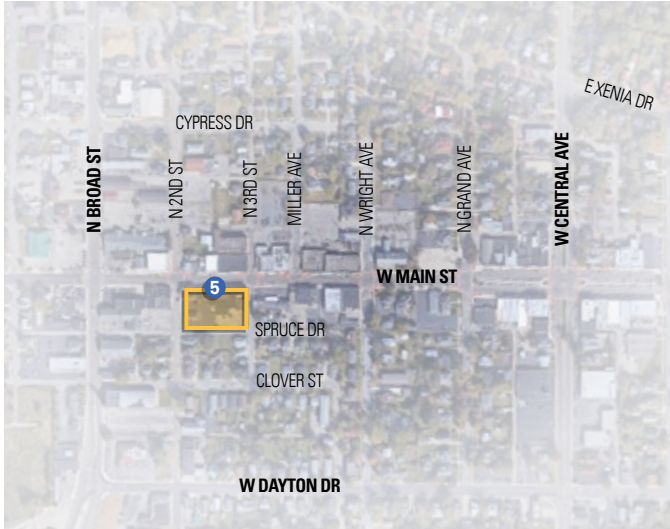 E XENIA DR
CYPRESS DR
N BROAD ST
N 2ND ST
N 3RD ST
MILLER AVE
N WRIGHT AVE
N GRAND AVE
W CENTRAL AVE
W MAIN ST
5
SPRUCE DR
CLOVER ST
W DAYTON DR